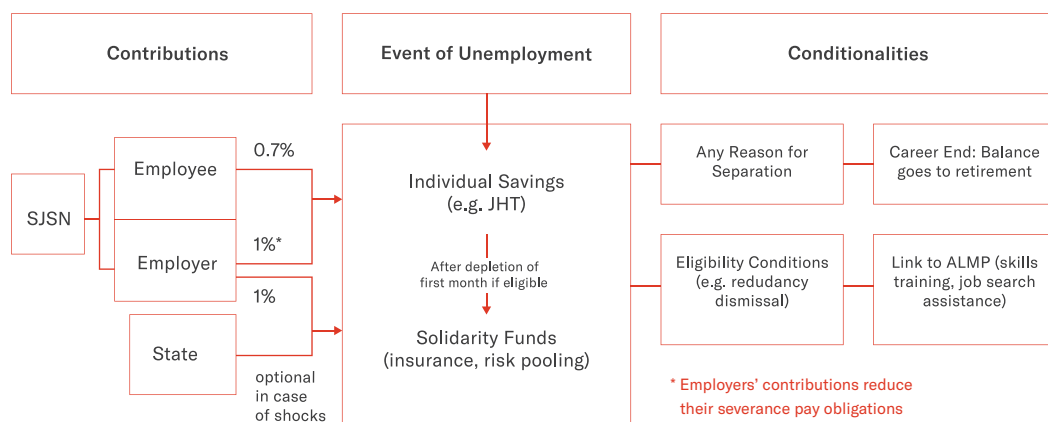 Contributions
Event of Unemployment
Conditionalities
SJSN
Employee
0.7%
Employer
1%*
1%
State
optional
in case
of shocks
Individual Savings
(e.g. JHT)
After depletion of
first month if eligible
Solidarity Funds
(insurance, risk pooling)
Any Reason for
Separation
Career End: Balance
goes to retirement
Eligibility Conditions
(e.g. redudancy
dismissal)
Link to ALMP (skills
training, job search
assistance)
* Employers' contributions reduce
their severance pay obligations